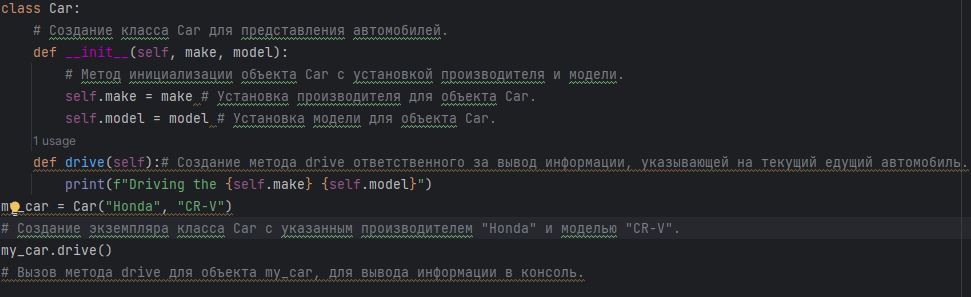 class Car:
# Создание класса Car для представления автомобилей.
def __init__(self, make, model):
# Метод инициализации объекта Car с установкой производителя и модели.
self.make = make # Установка производителя для объекта Car.
self.model = model # Установка модели для объекта Car.
1 usage
def drive(self):# Создание метода drive ответственного за вывод информации, указывающей на текущий едущий автомобиль.
print(f"Driving the {self.make} {self.model}")
my_car = Car("Honda", "CR-V")
# Создание экземпляра класса Car с указанным производителем "Honda" и моделью "CR-V".
my_car.drive()
# Вызов метода drive для объекта my_car, для вывода информации в консоль.